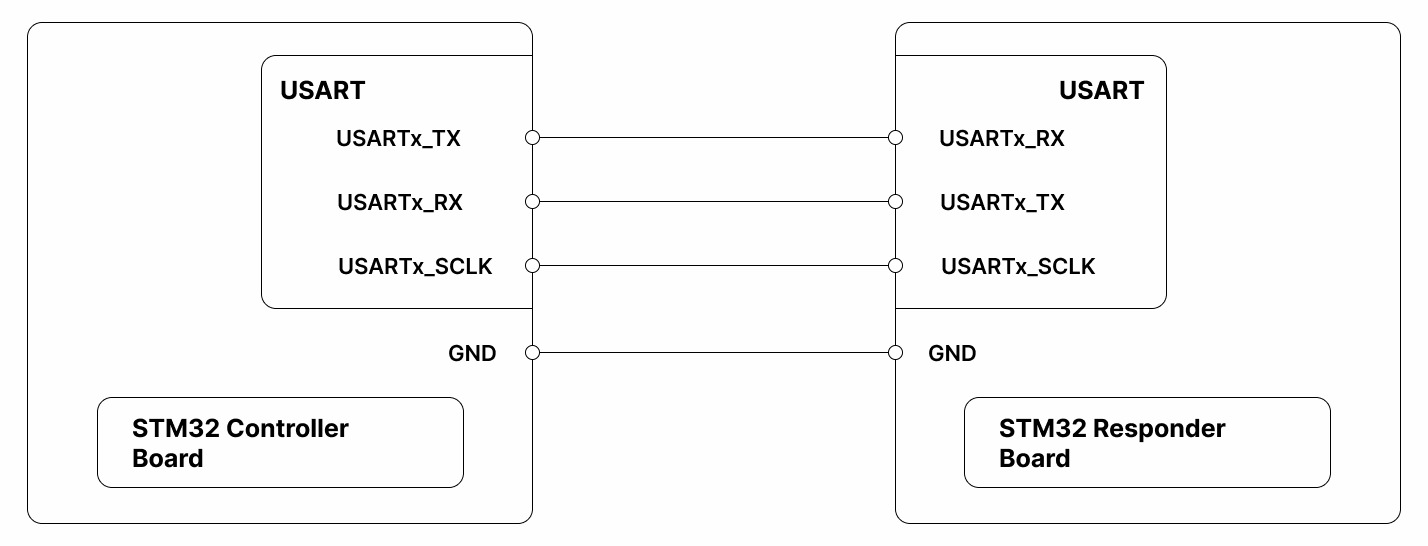 USART
USART
USARTx_TX
USARTx_RX
USARTx_RX
USARTx_TX
USARTx_SCLK
USARTx_SCLK
GND
GND
STM32 Controller
Board
STM32 Responder
Board